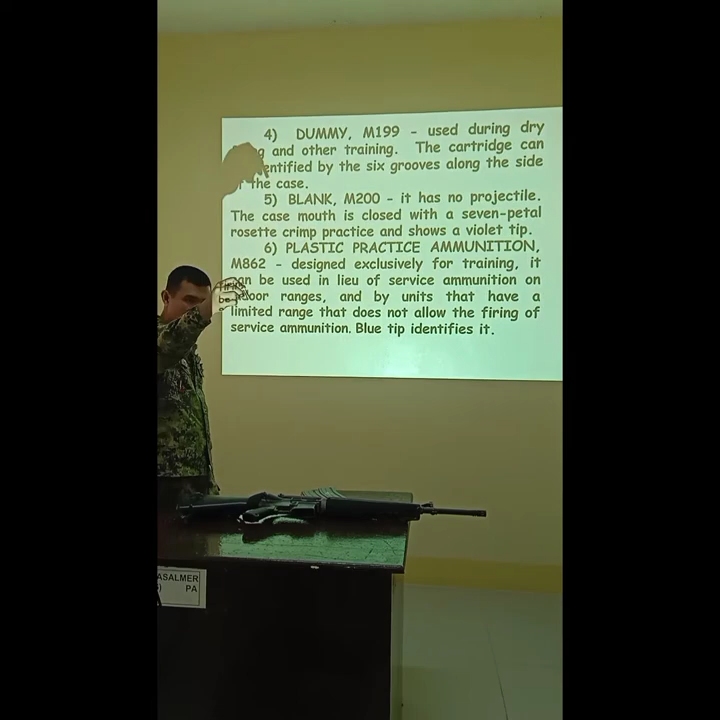 4) DUMMY, M199 - used during dry
and other training. The cartridge can
entified by the six grooves along the side
the case.
5) BLANK, M200 - it has no projectile.
The case mouth is closed with a seven-petal
rosette crimp practice and shows a violet tip.
6) PLASTIC PRACTICE AMMUNITION,
M862 - designed exclusively for training, it
can be used in lieu of service ammunition on
ranges, and by units that have a
limited range that does not allow the firing of
service ammunition. Blue tip identifies it.
firing
be
ASALMER
PA